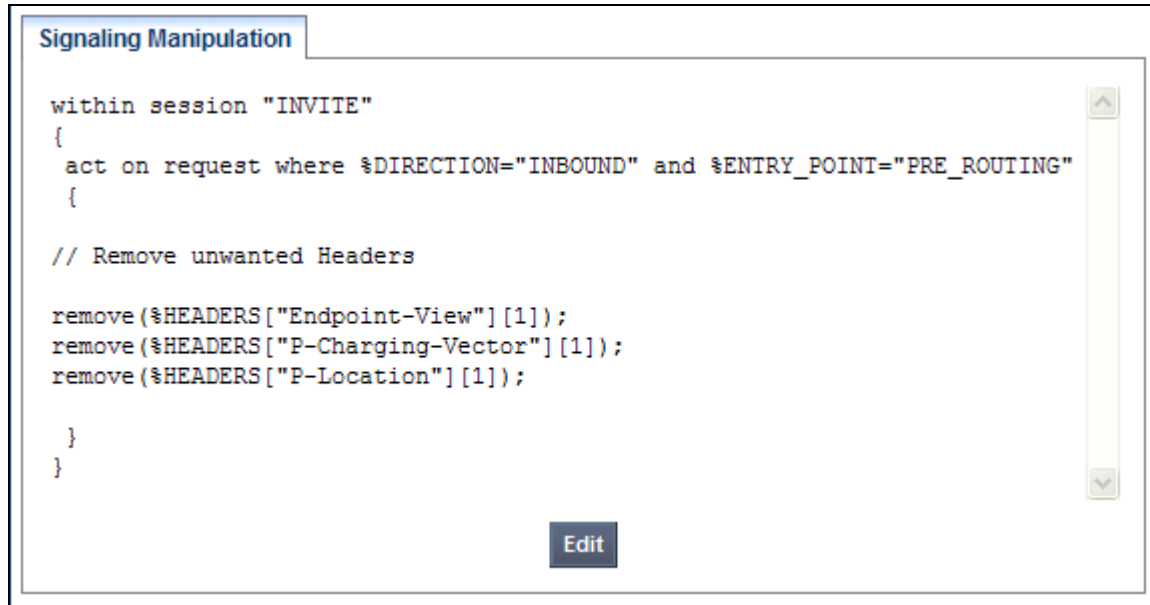 Signaling Manipulation
within session "INVITE"
{
act on request where %DIRECTION="INBOUND" and %ENTRY_POINT="PRE_ROUTING"
{
// Remove unwanted Headers
remove(%HEADERS["Endpoint-View"][1]);
remove(%HEADERS["P-Charging-Vector"][1]);
remove(%HEADERS["P-Location"][1]);
}
}
Edit